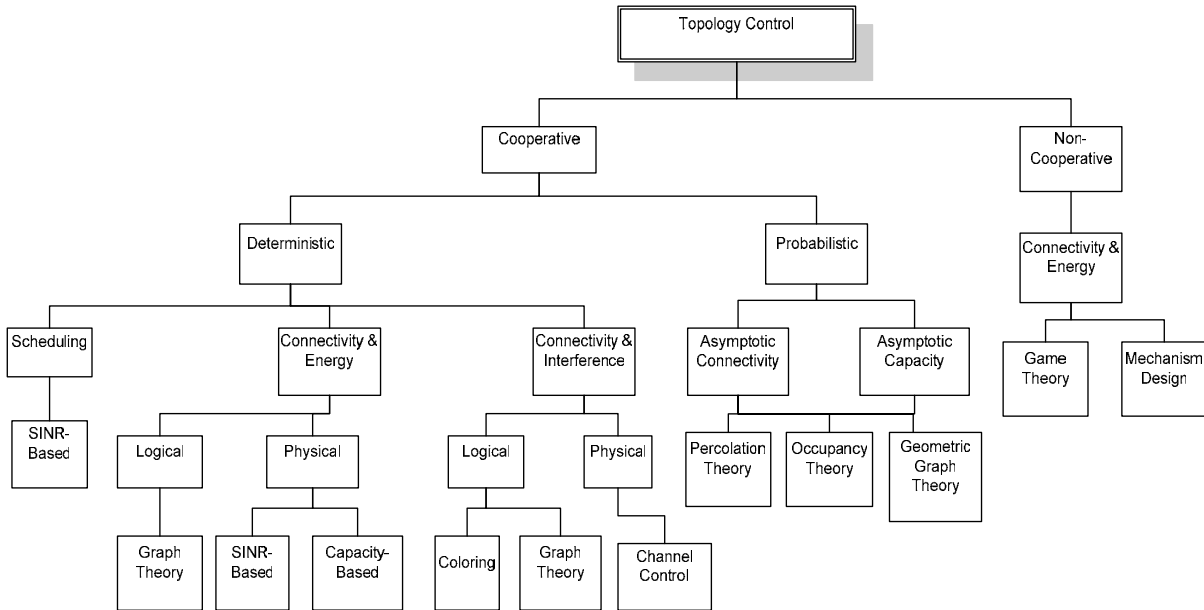 Topology Control
Cooperative
Non-
Cooperative
Deterministic
Probabilistic
Connectivity &
Energy
Scheduling
Connectivity &
Energy
Connectivity &
Interference
Asymptotic
Connectivity
Asymptotic
Capacity
Game
Theory
Mechanism
Design
SINR-
Based
Logical
Physical
Logical
Physical
Percolation
Theory
Occupancy
Theory
Geometric
Graph
Theory
Graph
Theory
SINR-
Based
Capacity-
Based
Coloring
Graph
Theory
Channel
Control